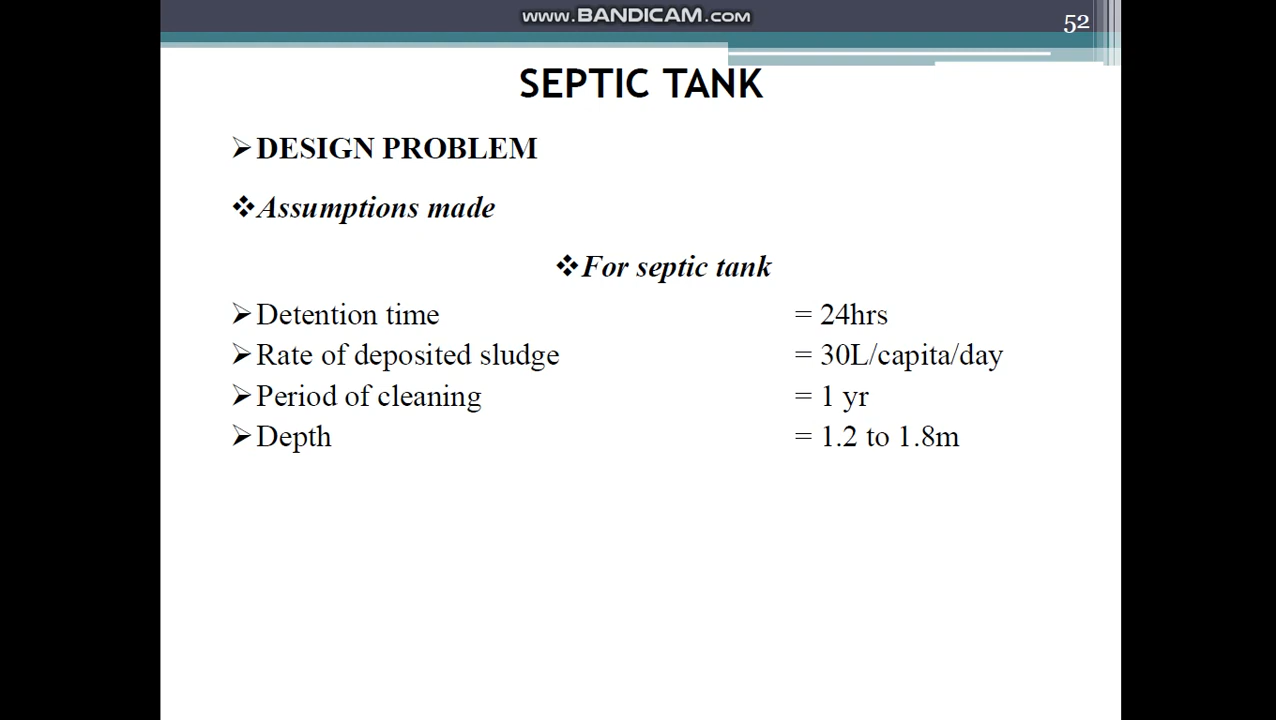 www.BANDICAM.com
52
SEPTIC TANK
➢DESIGN PROBLEM
❖Assumptions made
❖For septic tank
➢Detention time = 24hrs
➢Rate of deposited sludge = 30L/capita/day
➢Period of cleaning = 1 yr
➢Depth = 1.2 to 1.8m